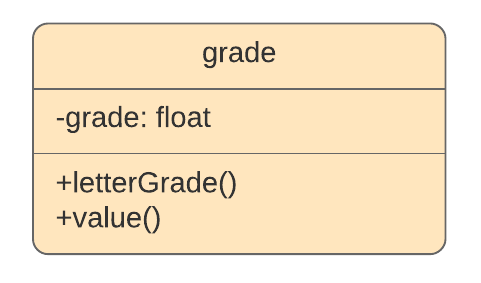 grade
-grade: float
+letterGrade()
+value()